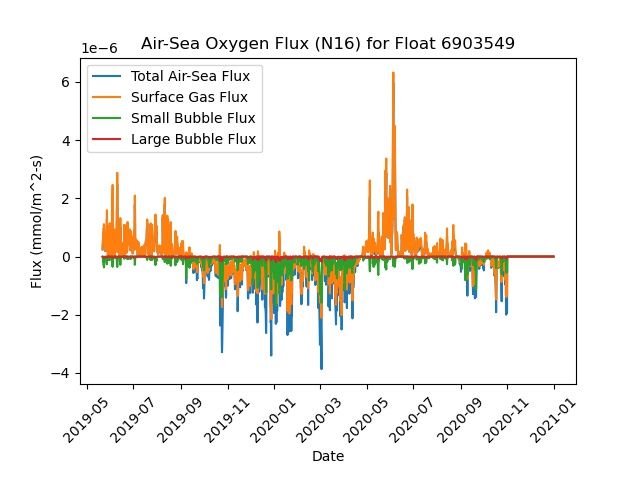 Air-Sea Oxygen Flux (N16) for Float 6903549
1e−6
Total Air-Sea Flux
Surface Gas Flux
Small Bubble Flux
Large Bubble Flux
6
4
2
0
−2
−4
Flux (mmol/m^2-s)
2019-05
2019-07
2019-09
2019-11
2020-01
2020-03
2020-05
2020-07
2020-09
2020-11
2021-01
Date